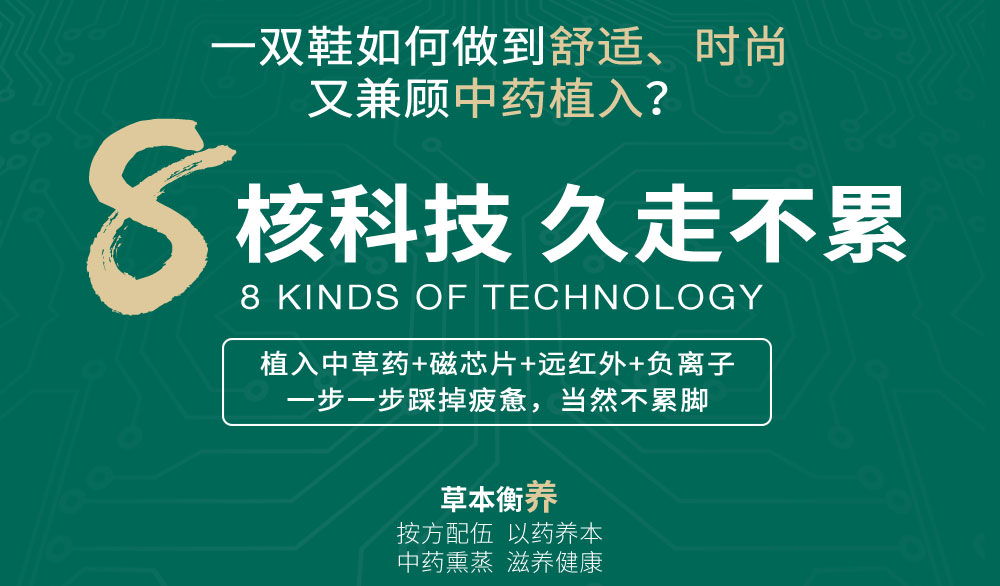 一双鞋如何做到舒适、时尚
又兼顾中药植入?
8核科技 久走不累
8 KINDS OF TECHNOLOGY
植入中草药+磁芯片+远红外+负离子
一步一步踩掉疲惫，当然不累脚
草本衡养
按方配伍 以药养本
中药熏蒸 滋养健康